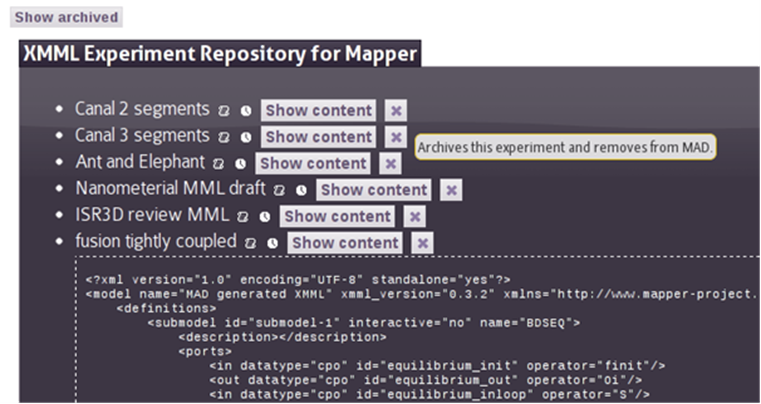 Show archived
XMML Experiment Repository for Mapper
Canal 2 segments Show content ×
Canal 3 segments Show content ×
Archives this experiment and removes from MAD.
Ant and Elephant Show content ×
Nanometerial MML draft Show content ×
ISR3D review MML Show content ×
fusion tightly coupled Show content ×
<?xml version="1.0" encoding="UTF-8" standalone="yes"?>
<model name="MAD generated XMML" xmml_version="0.3.2" xmlns="http://www.mapper-project.
<definitions>
<submodel id="submodel-1" interactive="no" name="BDSEQ">
<description></description>
<ports>
<in datatype="cpo" id="equilibrium_init" operator="finit"/>
<out datatype="cpo" id="equilibrium_out" operator="Oi"/>
<in datatype="cpo" id="equilibrium_inloop" operator="S"/>